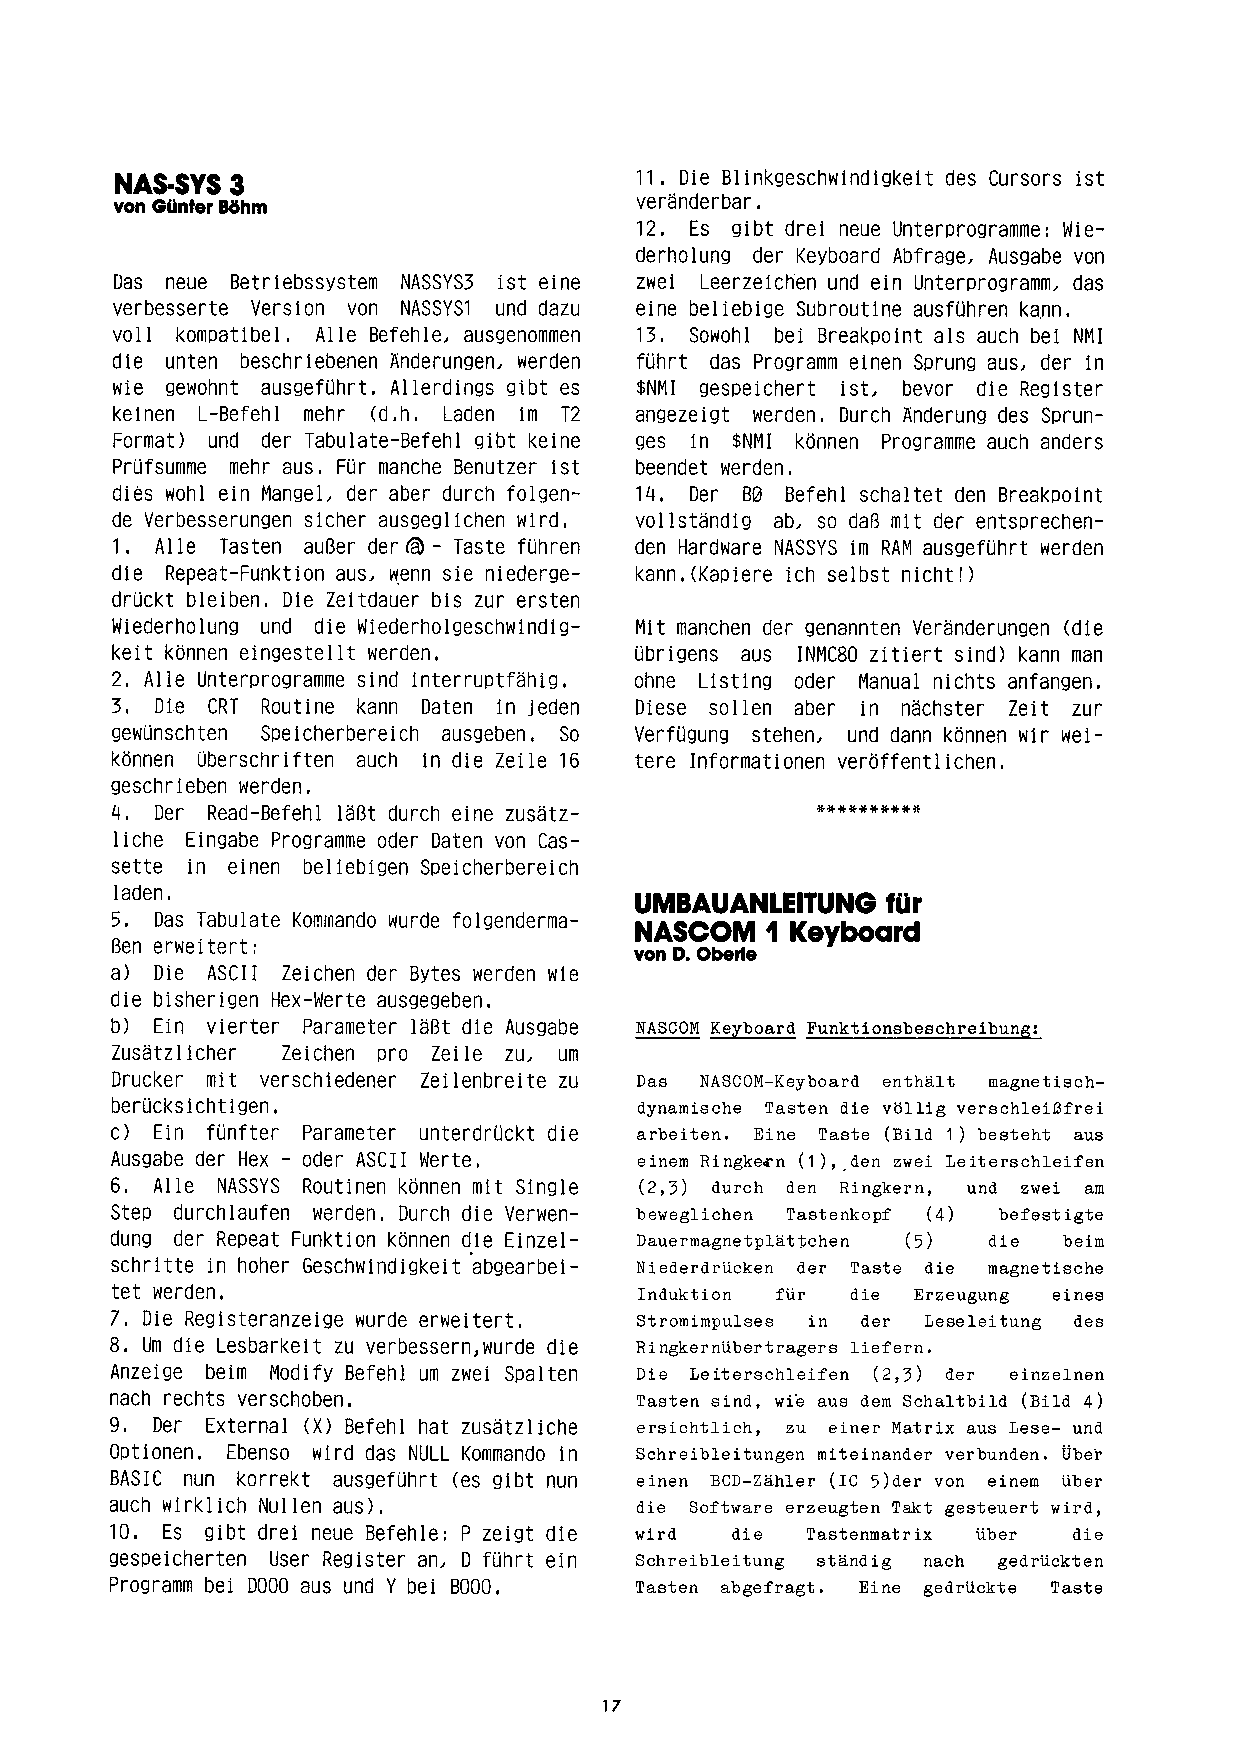 NAS-SYS 3
von Günter Böhm
Das neue Betriebssystem NASSYS3 ist eine
verbesserte Version von NASSYS1 und dazu
voll kompatibel. Alle Befehle, ausgenommen
die unten beschriebenen Änderungen, werden
wie gewohnt ausgeführt. Allerdings gibt es
keinen L-Befehl mehr (d.h. Laden im T2
Format) und der Tabulate-Befehl gibt keine
Prüfsumme mehr aus. Für manche Benutzer ist
dies wohl ein Mangel, der aber durch folgen-
de Verbesserungen sicher ausgeglichen wird.
1. Alle Tasten außer der @ - Taste führen
die Repeat-Funktion aus, wenn sie niederge-
drückt bleiben. Die Zeitdauer bis zur ersten
Wiederholung und die Wiederholgeschwindig-
keit können eingestellt werden.
2. Alle Unterprogramme sind interruptfähig.
3. Die CRT Routine kann Daten in jeden
gewünschten Speicherbereich ausgeben. So
können Überschriften auch in die Zeile 16
geschrieben werden.
4. Der Read-Befehl läßt durch eine zusätz-
liche Eingabe Programme oder Daten von Cas-
sette in einen beliebigen Speicherbereich
laden.
5. Das Tabulate Kommando wurde folgenderma-
ßen erweitert:
a) Die ASCII Zeichen der Bytes werden wie
die bisherigen Hex-Werte ausgegeben.
b) Ein vierter Parameter läßt die Ausgabe
Zusätzlicher Zeichen pro Zeile zu, um
Drucker mit verschiedener Zeilenbreite zu
berücksichtigen.
c) Ein fünfter Parameter unterdrückt die
Ausgabe der Hex - oder ASCII Werte.
6. Alle NASSYS Routinen können mit Single
Step durchlaufen werden. Durch die Verwen-
dung der Repeat Funktion können die Einzel-
schritte in hoher Geschwindigkeit abgearbei-
tet werden.
7. Die Registeranzeige wurde erweitert.
8. Um die Lesbarkeit zu verbessern,wurde die
Anzeige beim Modify Befehl um zwei Spalten
nach rechts verschoben.
9. Der External (X) Befehl hat zusätzliche
Optionen. Ebenso wird das NULL Kommando in
BASIC nun korrekt ausgeführt (es gibt nun
auch wirklich Nullen aus).
10. Es gibt drei neue Befehle: P zeigt die
gespeicherten User Register an, D führt ein
Programm bei D000 aus und Y bei B000.
11. Die Blinkgeschwindigkeit des Cursors ist
veränderbar.
12. Es gibt drei neue Unterprogramme: Wie-
derholung der Keyboard Abfrage, Ausgabe von
zwei Leerzeichen und ein Unterprogramm, das
eine beliebige Subroutine ausführen kann.
13. Sowohl bei Breakpoint als auch bei NMI
führt das Programm einen Sprung aus, der in
$NMI gespeichert ist, bevor die Register
angezeigt werden. Durch Änderung des Sprun-
ges in $NMI können Programme auch anders
beendet werden.
14. Der B0 Befehl schaltet den Breakpoint
vollständig ab, so daß mit der entsprechen-
den Hardware NASSYS im RAM ausgeführt werden
kann.(Kapiere ich selbst nicht!)
Mit manchen der genannten Veränderungen (die
übrigens aus INMC80 zitiert sind) kann man
ohne Listing oder Manual nichts anfangen.
Diese sollen aber in nächster Zeit zur
Verfügung stehen, und dann können wir wei-
tere Informationen veröffentlichen.
**********
UMBAUANLEITUNG für
NASCOM 1 Keyboard
von D. Oberle
NASCOM Keyboard Funktionsbeschreibung:
Das NASCOM-Keyboard enthält magnetisch-
dynamische Tasten die völlig verschleißfrei
arbeiten. Eine Taste (Bild 1) besteht aus
einem Ringkern (1), den zwei Leiterschleifen
(2,3) durch den Ringkern, und zwei am
beweglichen Tastenkopf (4) befestigte
Dauermagnetplättchen (5) die beim
Niederdrücken der Taste die magnetische
Induktion für die Erzeugung eines
Stromimpulses in der Leseleitung des
Ringkernübertragers liefern.
Die Leiterschleifen (2,3) der einzelnen
Tasten sind, wie aus dem Schaltbild (Bild 4)
ersichtlich, zu einer Matrix aus Lese- und
Schreibleitungen miteinander verbunden. Über
einen BCD-Zähler (IC 5)der von einem über
die Software erzeugten Takt gesteuert wird,
wird die Tastenmatrix über die
Schreibleitung ständig nach gedrückten
Tasten abgefragt. Eine gedrückte Taste
17